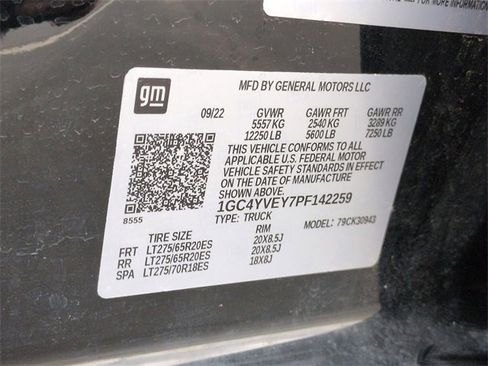 MORE INFORMATION
gm
MFD BY GENERAL MOTORS LLC
09/22 GVWR GAWR FRT GAWR RR
5557 KG 2540 KG 3289 KG
12250 LB 5600 LB 7250 LB
THIS VEHICLE CONFORMS TO ALL
APPLICABLE U.S. FEDERAL MOTOR
VEHICLE SAFETY STANDARDS IN
EFFECT ON THE DATE OF
MANUFACTURE SHOWN ABOVE.
1GC4YVEY7PF142259
8555
TYPE: TRUCK MODEL: 79CK30943
TIRE SIZE RIM
FRT LT275/65R20ES 20X8.5J
RR LT275/65R20ES 20X8.5J
SPA LT275/70R18ES 18X8J